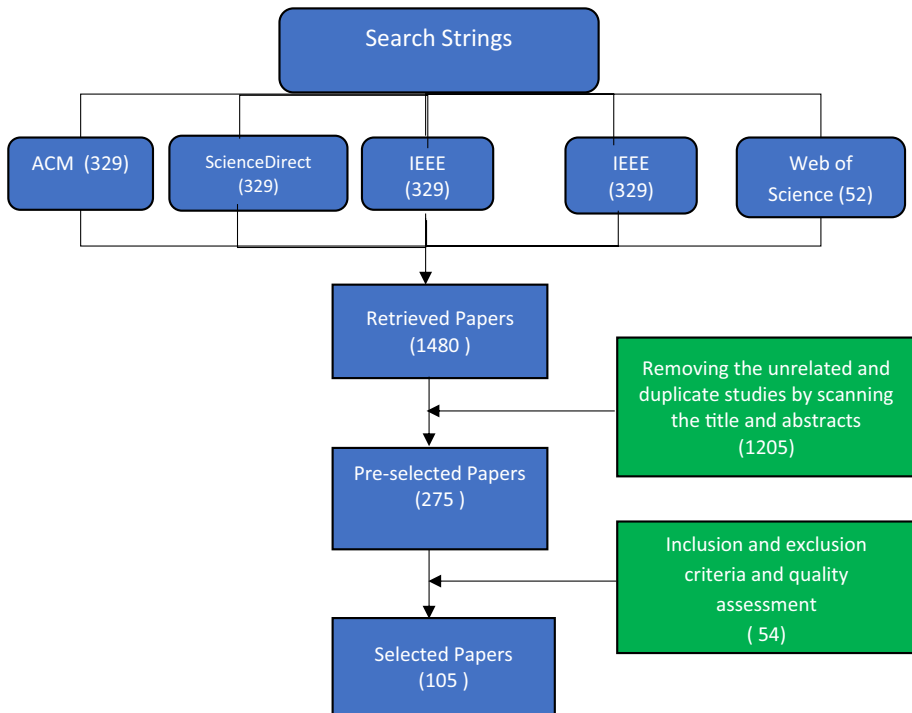 Search Strings
ACM (329)
ScienceDirect
(329)
IEEE
(329)
IEEE
(329)
Web of
Science (52)
Retrieved Papers
(1480 )
Removing the unrelated and
duplicate studies by scanning
the title and abstracts
(1205)
Pre-selected Papers
(275 )
Inclusion and exclusion
criteria and quality
assessment
( 54)
Selected Papers
(105 )